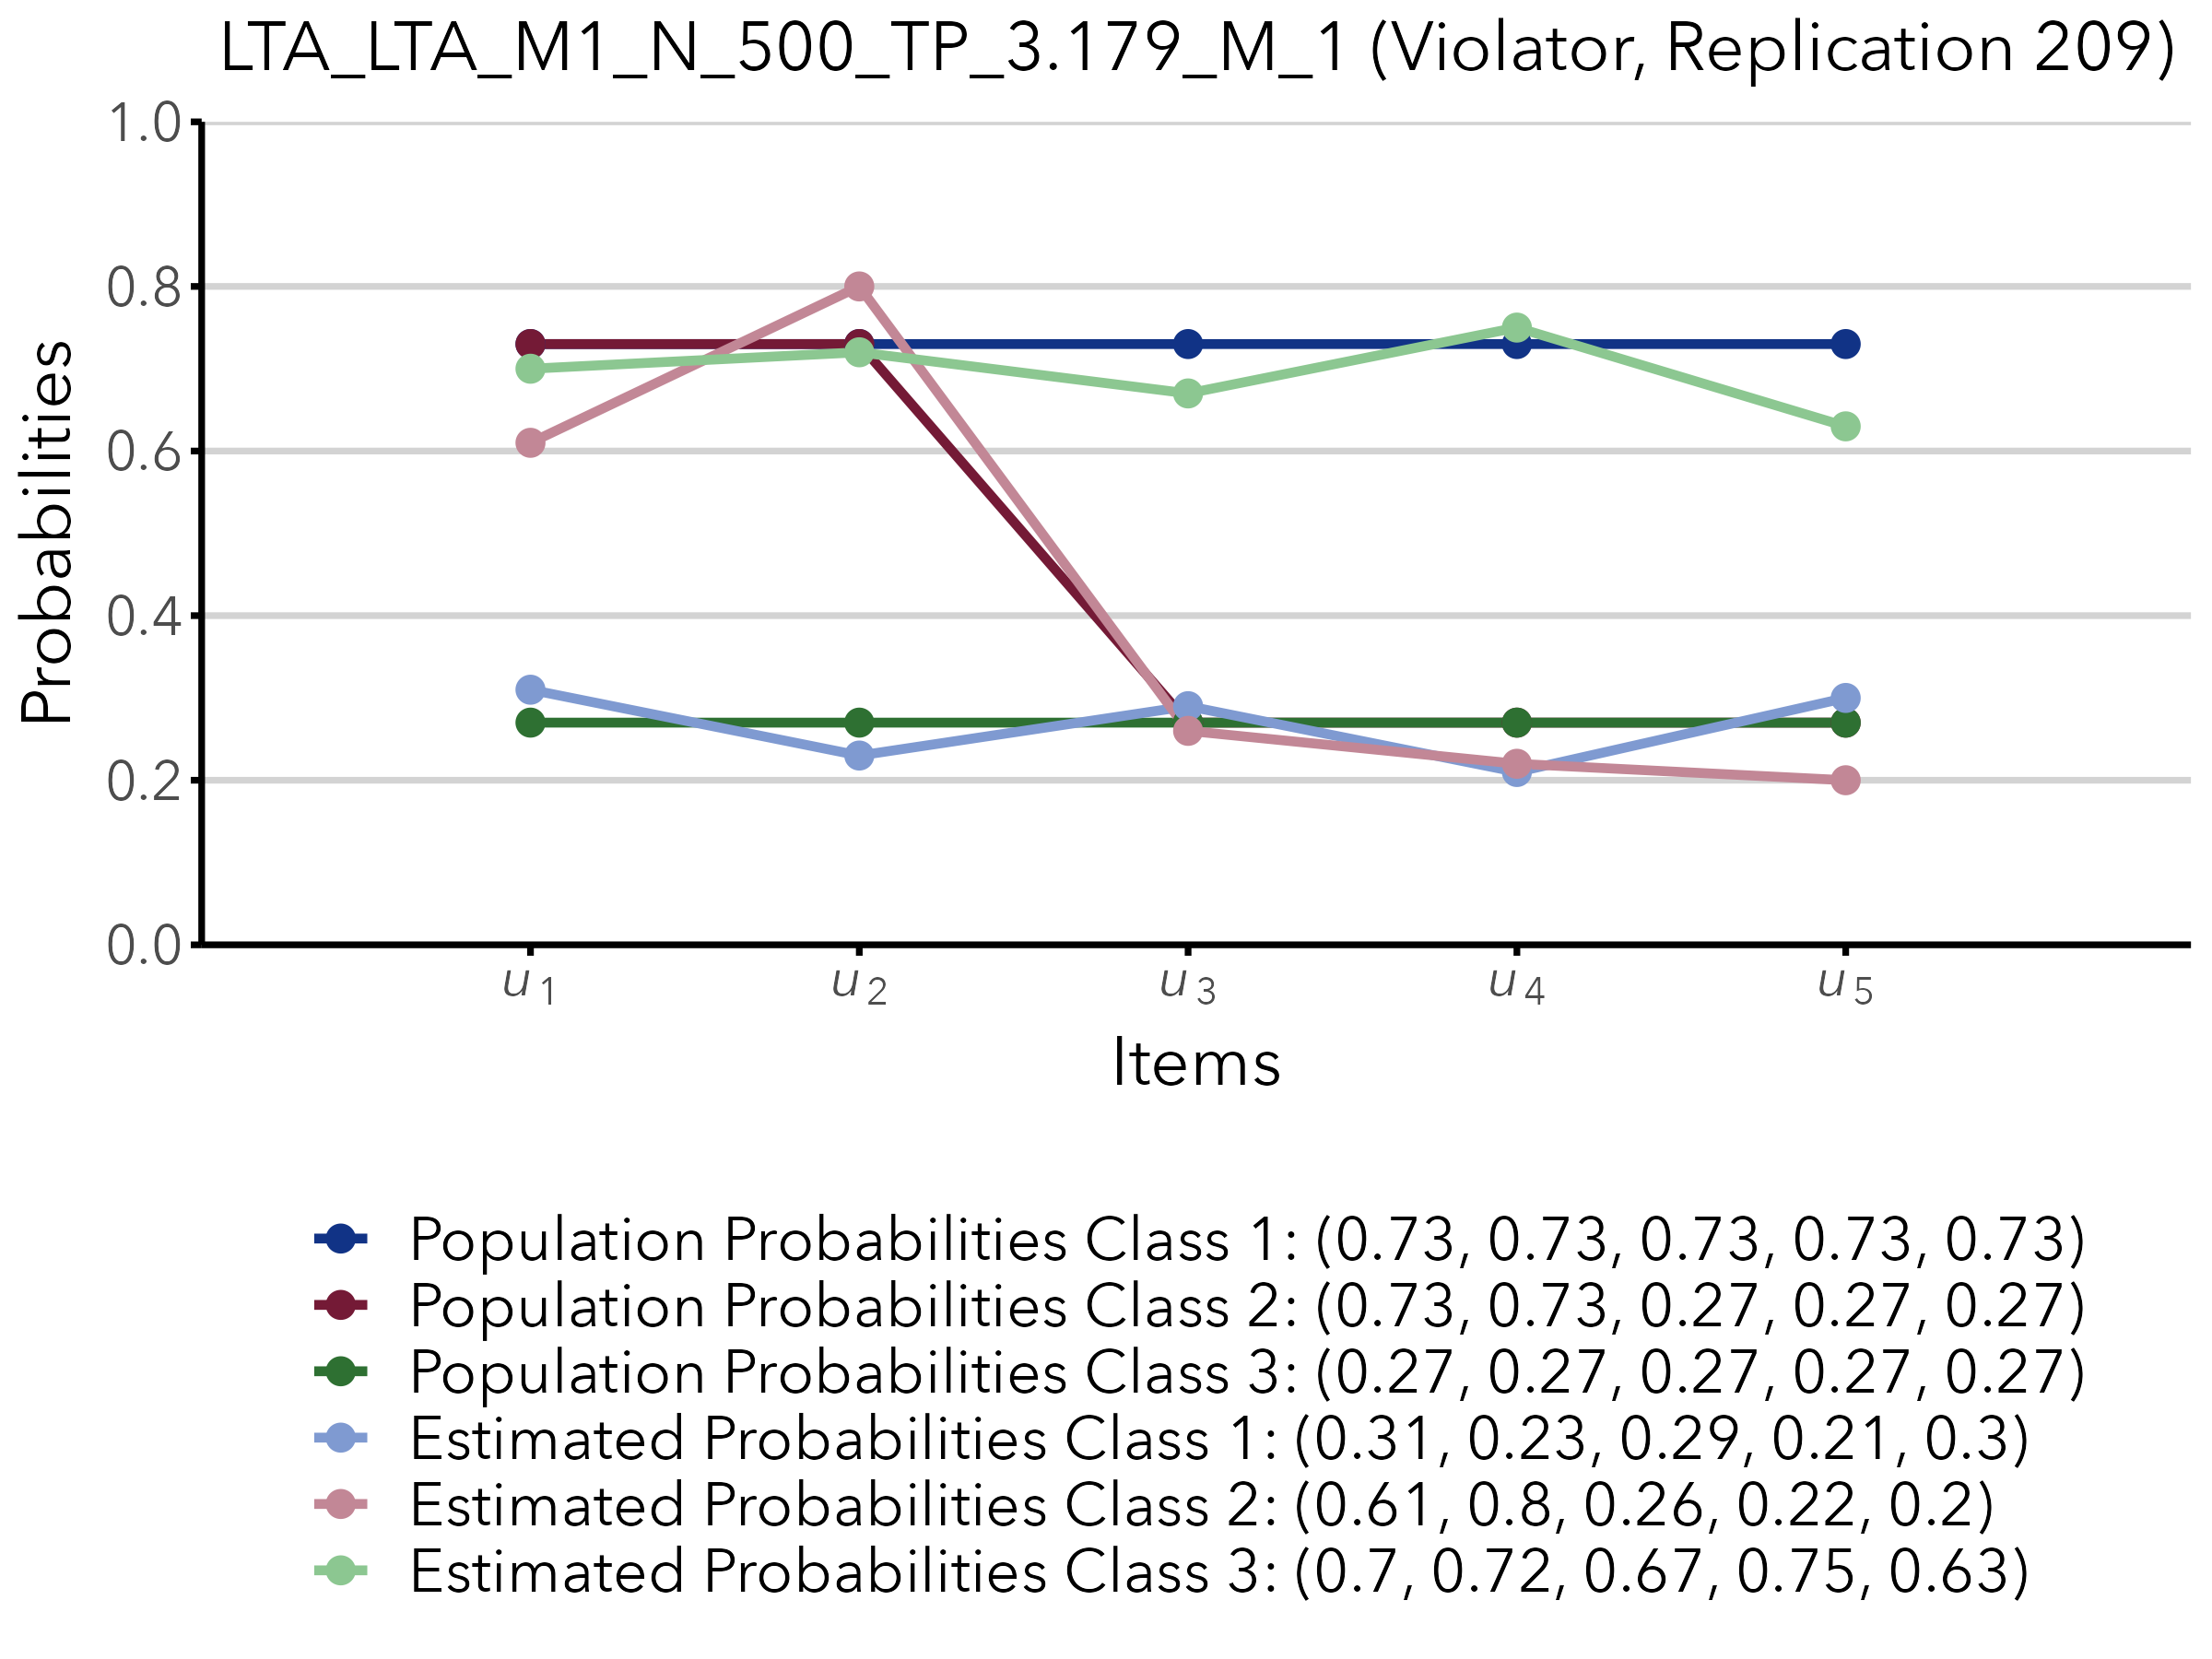 LTA_LTA_M1_N_500_TP_3.179_M_1 (Violator, Replication 209)
1.0
0.8
0.6
0.4
0.2
0.0
Probabilities
u1 u2 u3 u4 u5
Items
Population Probabilities Class 1: (0.73, 0.73, 0.73, 0.73, 0.73)
Population Probabilities Class 2: (0.73, 0.73, 0.27, 0.27, 0.27)
Population Probabilities Class 3: (0.27, 0.27, 0.27, 0.27, 0.27)
Estimated Probabilities Class 1: (0.31, 0.23, 0.29, 0.21, 0.3)
Estimated Probabilities Class 2: (0.61, 0.8, 0.26, 0.22, 0.2)
Estimated Probabilities Class 3: (0.7, 0.72, 0.67, 0.75, 0.63)